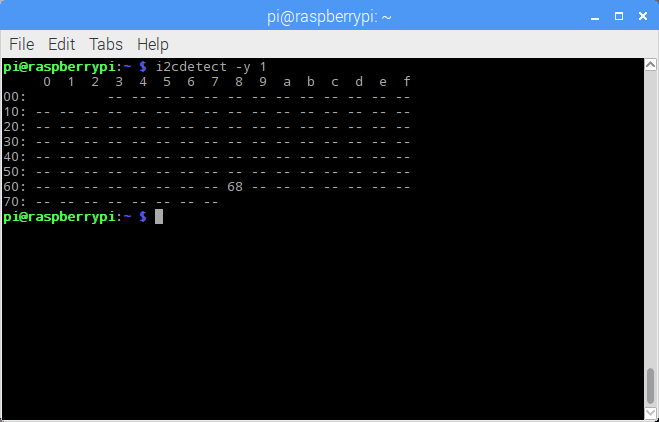 pi@raspberrypi: ~
File Edit Tabs Help
pi@raspberrypi:~ $ i2cdetect -y 1
     0  1  2  3  4  5  6  7  8  9  a  b  c  d  e  f
00:          -- -- -- -- -- -- -- -- -- -- -- -- --
10: -- -- -- -- -- -- -- -- -- -- -- -- -- -- -- --
20: -- -- -- -- -- -- -- -- -- -- -- -- -- -- -- --
30: -- -- -- -- -- -- -- -- -- -- -- -- -- -- -- --
40: -- -- -- -- -- -- -- -- -- -- -- -- -- -- -- --
50: -- -- -- -- -- -- -- -- -- -- -- -- -- -- -- --
60: -- -- -- -- -- -- -- -- 68 -- -- -- -- -- -- --
70: -- -- -- -- -- -- -- --
pi@raspberrypi:~ $